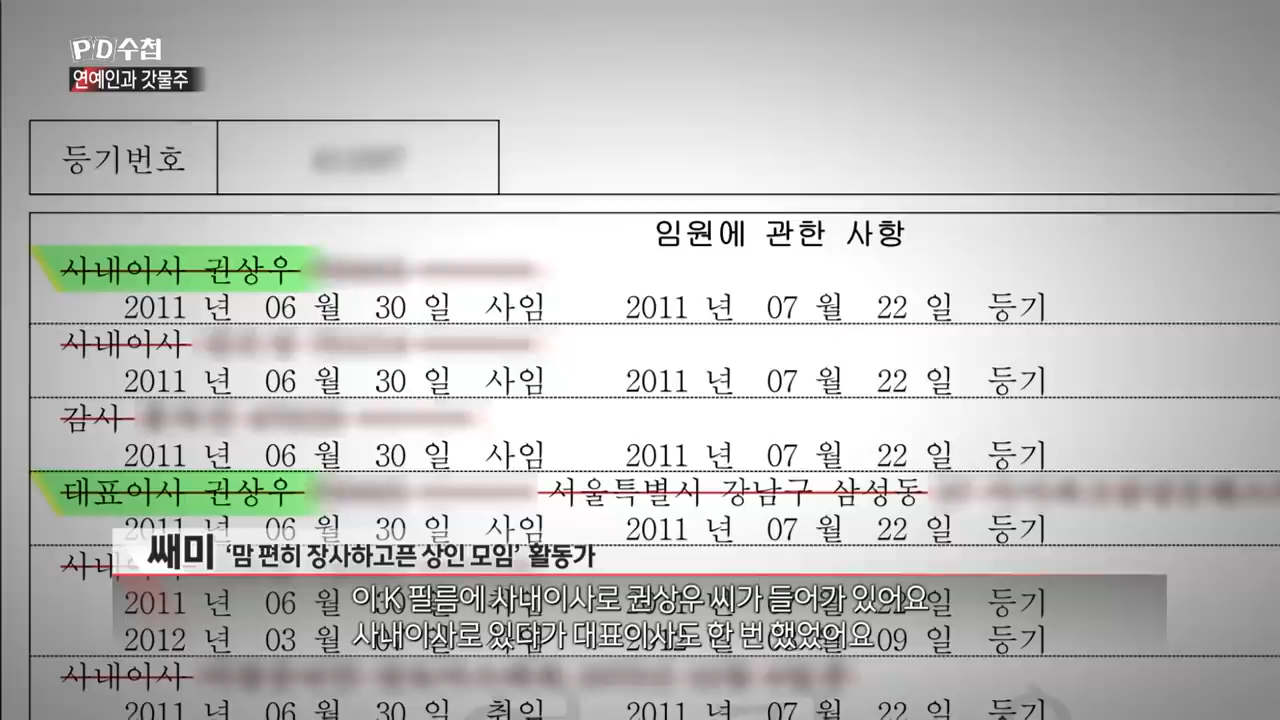 PD수첩
연예인과 갓물주
등기번호
임원에 관한 사항
사내이사 권상우
2011 년 06 월 30 일 사임 2011 년 07 월 22 일 등기
사내이사
2011 년 06 월 30 일 사임 2011 년 07 월 22 일 등기
감사
2011 년 06 월 30 일 사임 2011 년 07 월 22 일 등기
대표이사 권상우 서울특별시 강남구 삼성동
2011 년 06 월 30 일 사임 2011 년 07 월 22 일 등기
쌔미 ‘맘 편히 장사하고픈 상인 모임’ 활동가
2011 년 06 월 일 등기
이 K 필름에 사내이사로 권상우 씨가 들어가 있어요
2012 년 03 월 09 일 등기
사내이사로 있다가 대표이사도 한 번 했었어요
사내이사
2011 년 06 월 30 일 취임 2011 년 07 월 22 일 등기